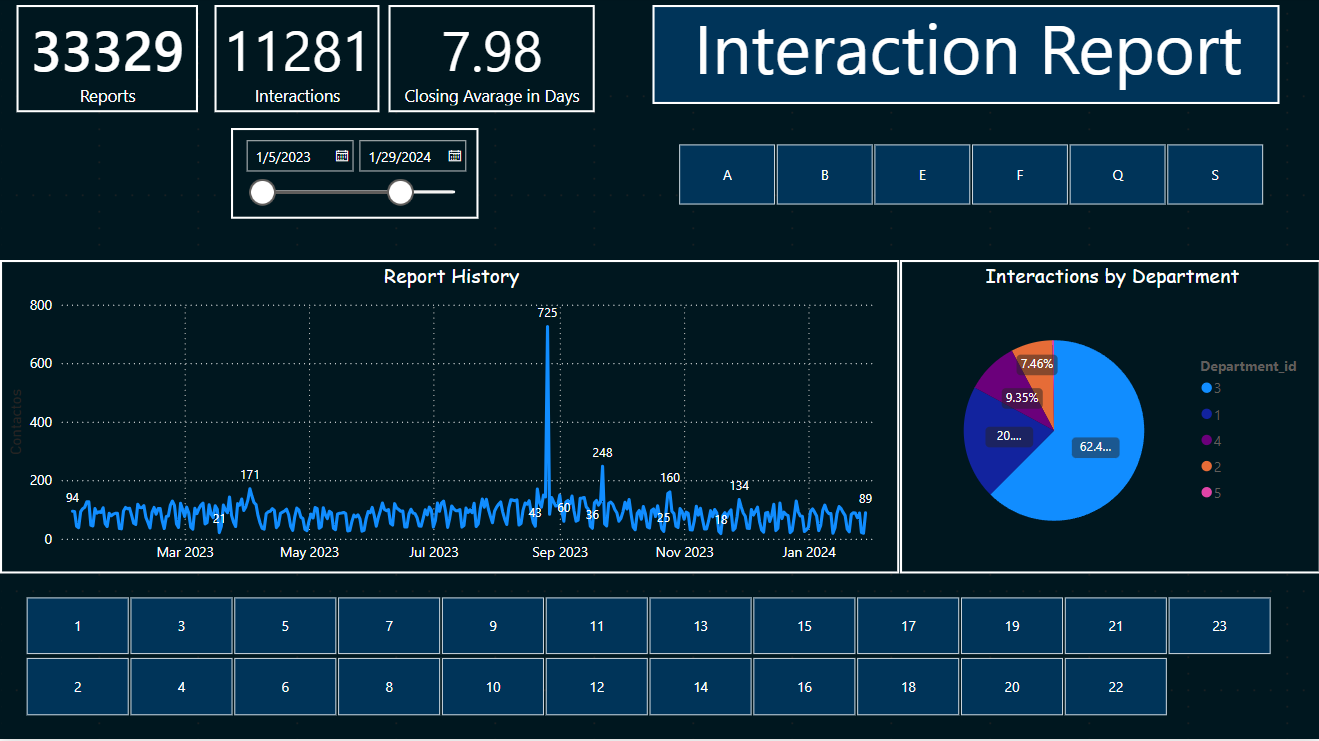 33329
Reports
11281
Interactions
7.98
Closing Avarage in Days
Interaction Report
1/5/2023
1/29/2024
A B E F Q S
Report History
Contactos
800
600
400
200
0
94
21
171
725
43
60
248
36
160
25
134
18
89
Mar 2023 May 2023 Jul 2023 Sep 2023 Nov 2023 Jan 2024
Interactions by Department
7.46%
9.35%
20....
62.4...
Department_id
3
1
4
2
5
1 3 5 7 9 11 13 15 17 19 21 23
2 4 6 8 10 12 14 16 18 20 22